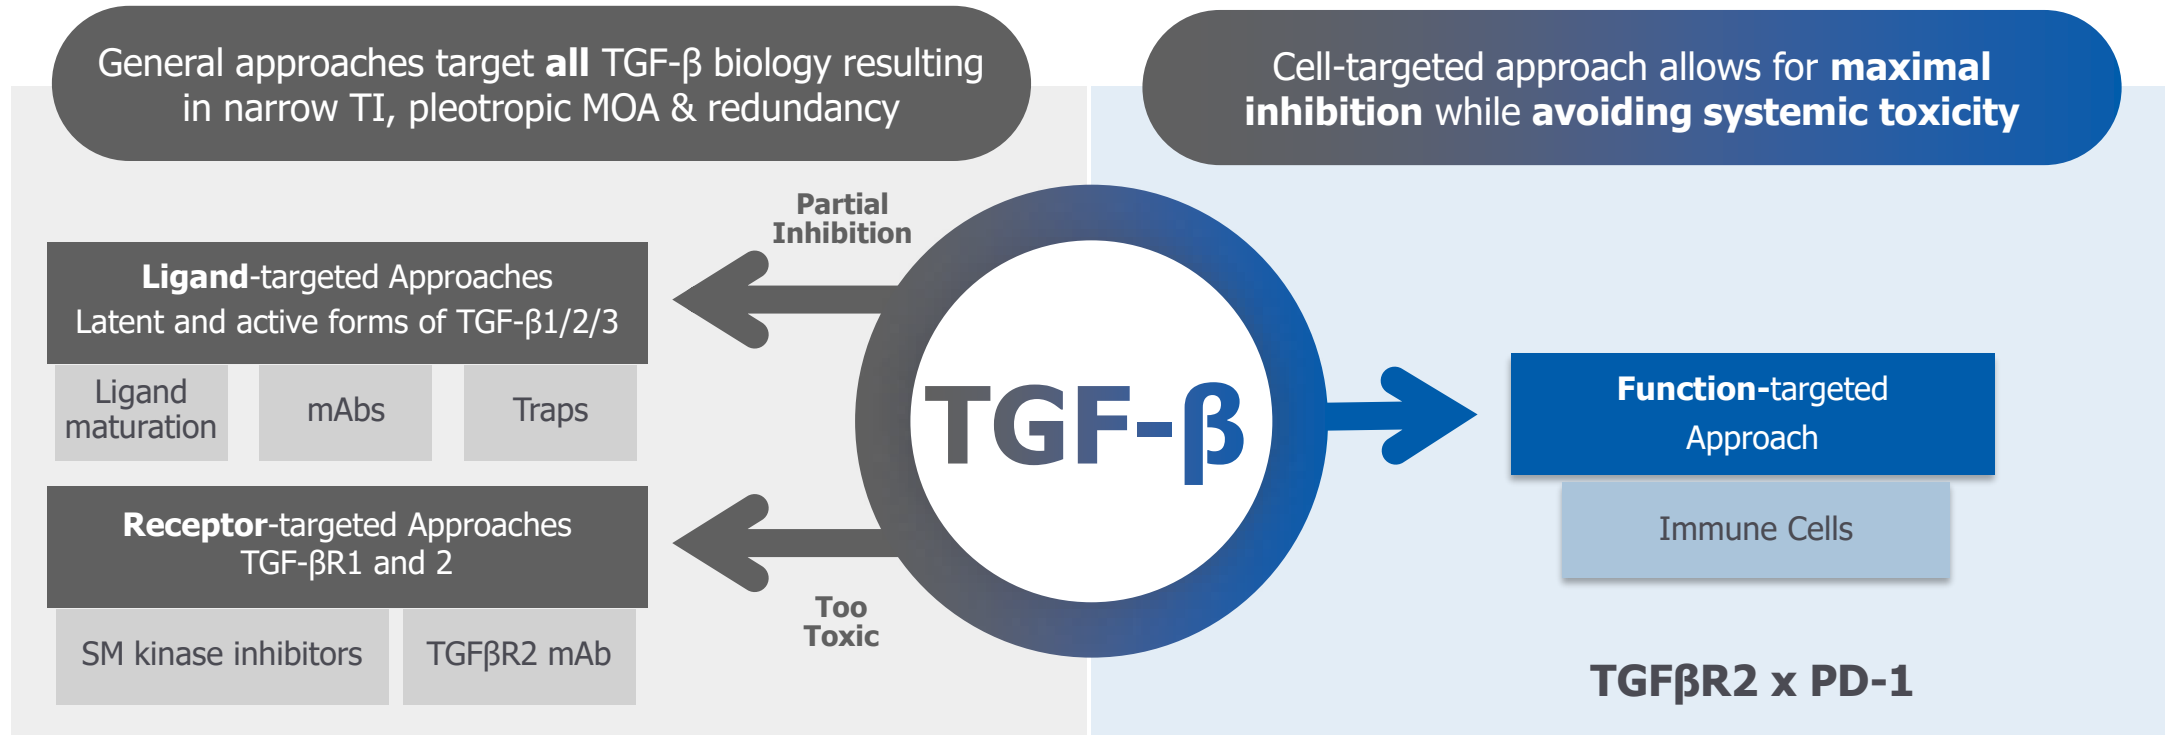 General approaches target all TGF-β biology resulting
in narrow TI, pleotropic MOA & redundancy
Cell-targeted approach allows for maximal
inhibition while avoiding systemic toxicity
Partial
Inhibition
Ligand-targeted Approaches
Latent and active forms of TGF-β1/2/3
Ligand
maturation
mAbs
Traps
Receptor-targeted Approaches
TGF-βR1 and 2
SM kinase inhibitors
TGFβR2 mAb
Too
Toxic
TGF-β
Function-targeted
Approach
Immune Cells
TGFβR2 x PD-1